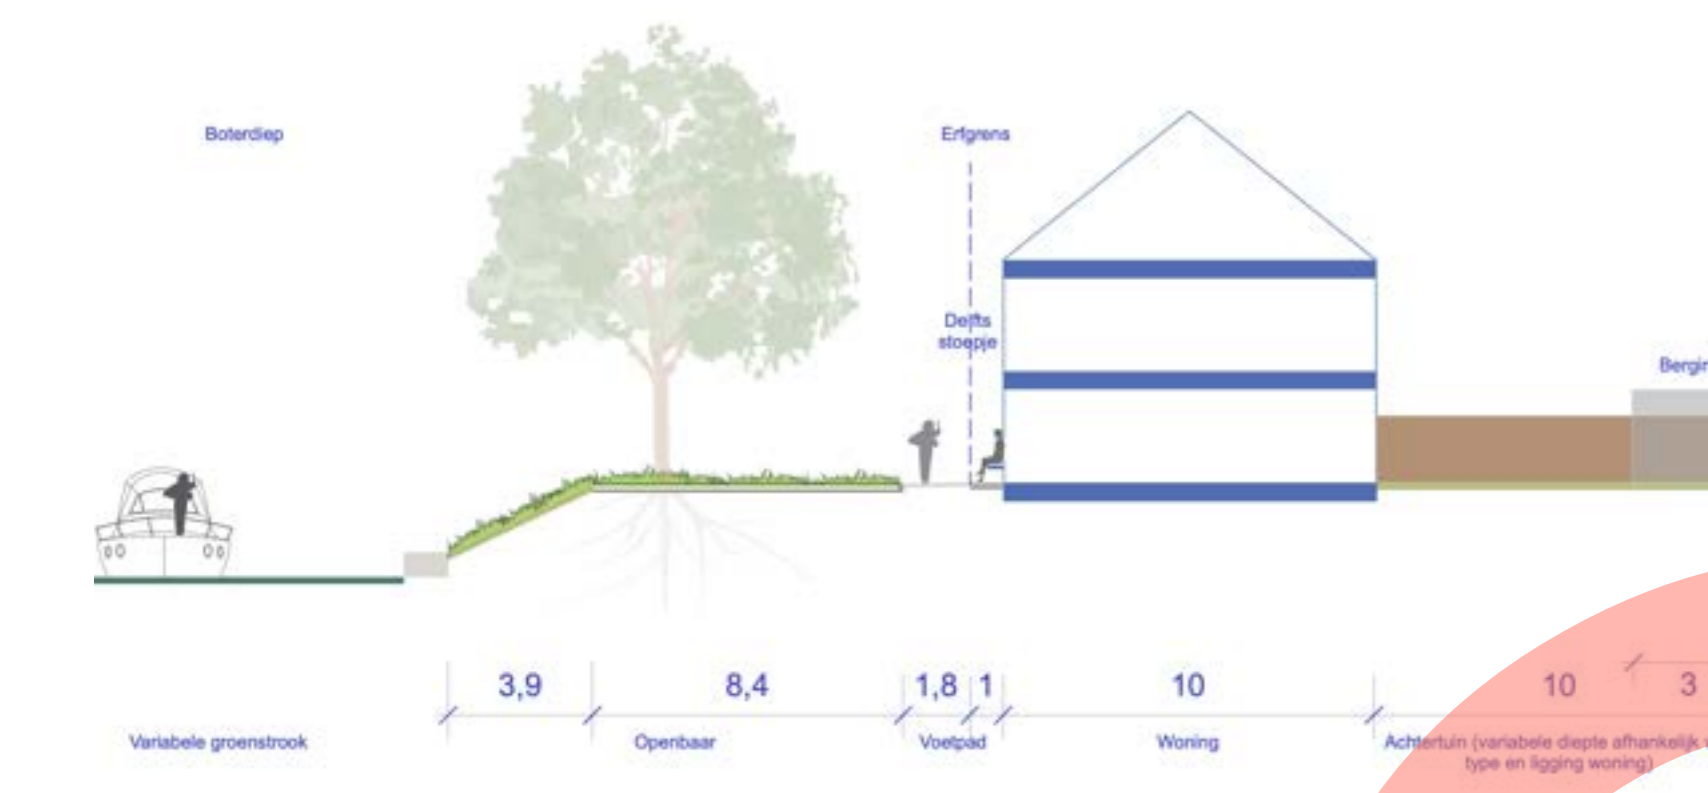 Boterdiep
Erfgrens
Delfts
stoepje
3,9
8,4
1,8
1
10
10
3
Variabele groenstrook
Openbaar
Voetpad
Woning
Achtertuin (variabele diepte afhankelijk
type en ligging woning)